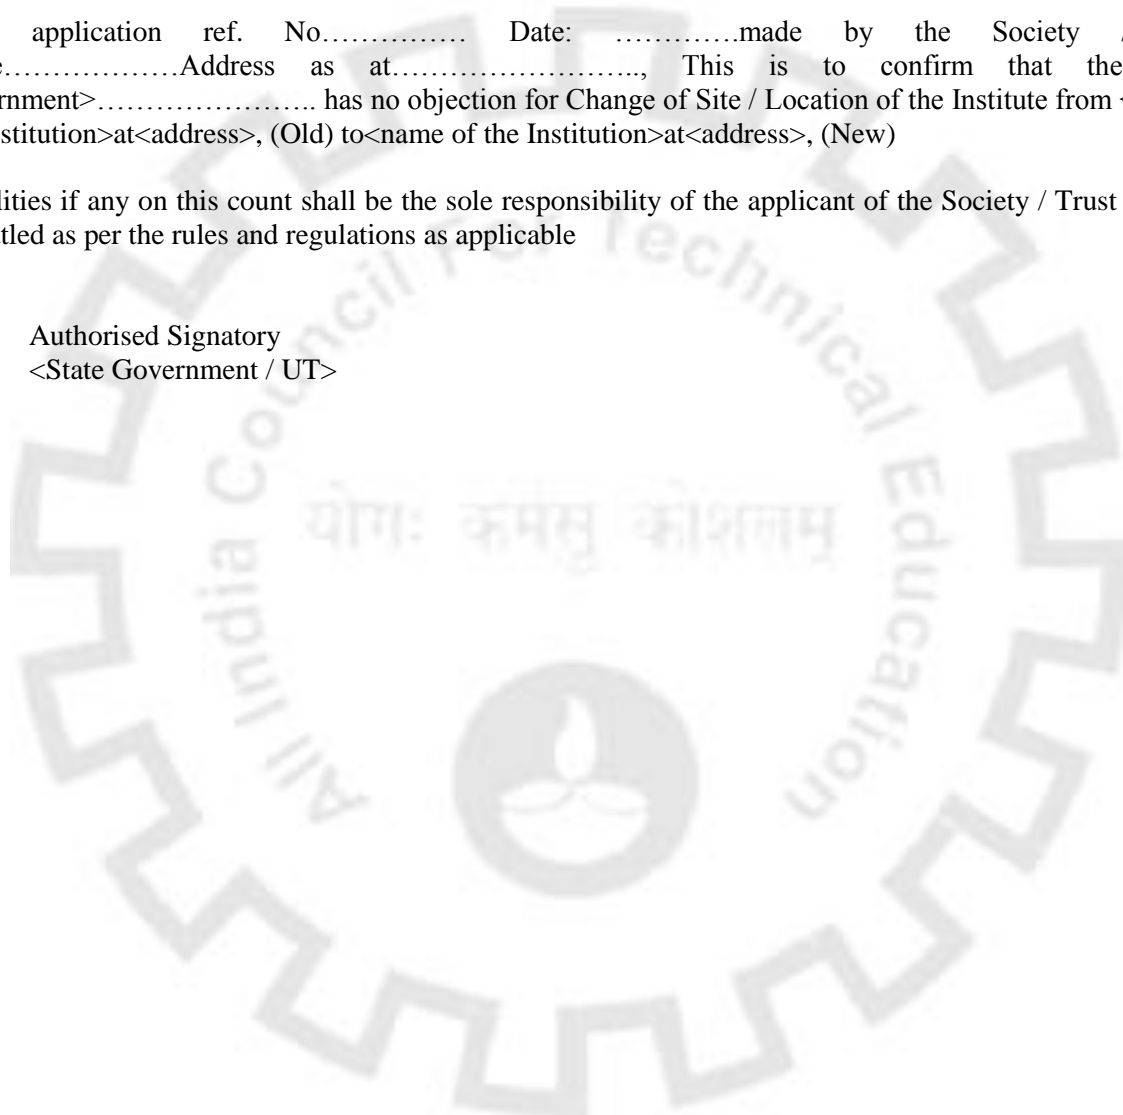 application ref. No…………… Date: ………….made by the Society
………………Address as at…………………….., This is to confirm that the
rnment>………………….. has no objection for Change of Site / Location of the Institute from <
stitution>at<address>, (Old) to<name of the Institution>at<address>, (New)
lities if any on this count shall be the sole responsibility of the applicant of the Society / Trust
tled as per the rules and regulations as applicable
Authorised Signatory
<State Government / UT>
All India Council For Technical Education
योगः कर्मसु कौशलम्